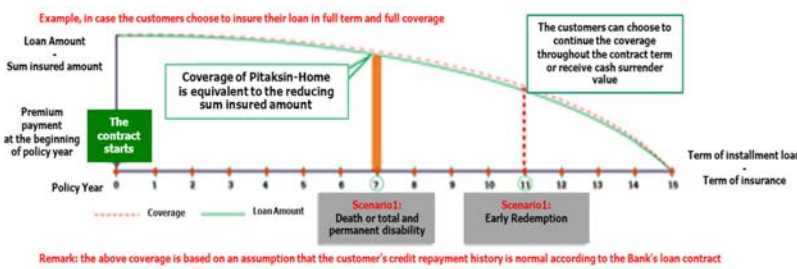 Example, in case the customers choose to insure their loan in full term and full coverage
Loan Amount
-
Sum insured amount
The customers can choose to
continue the coverage
throughout the contract term
or receive cash surrender
value
Coverage of Pitaksin-Home
is equivalent to the reducing
sum insured amount
Premium
payment
at the beginning
of policy year
The
contract
starts
Term of installment loan
-
Term of insurance
Policy Year
0 1 2 3 4 5 6 7 8 9 10 11 12 13 14 15
Coverage
Loan Amount
Scenario1:
Death or total and
permanent disability
Scenario1:
Early Redemption
Remark: the above coverage is based on an assumption that the customer's credit repayment history is normal according to the Bank's loan contract